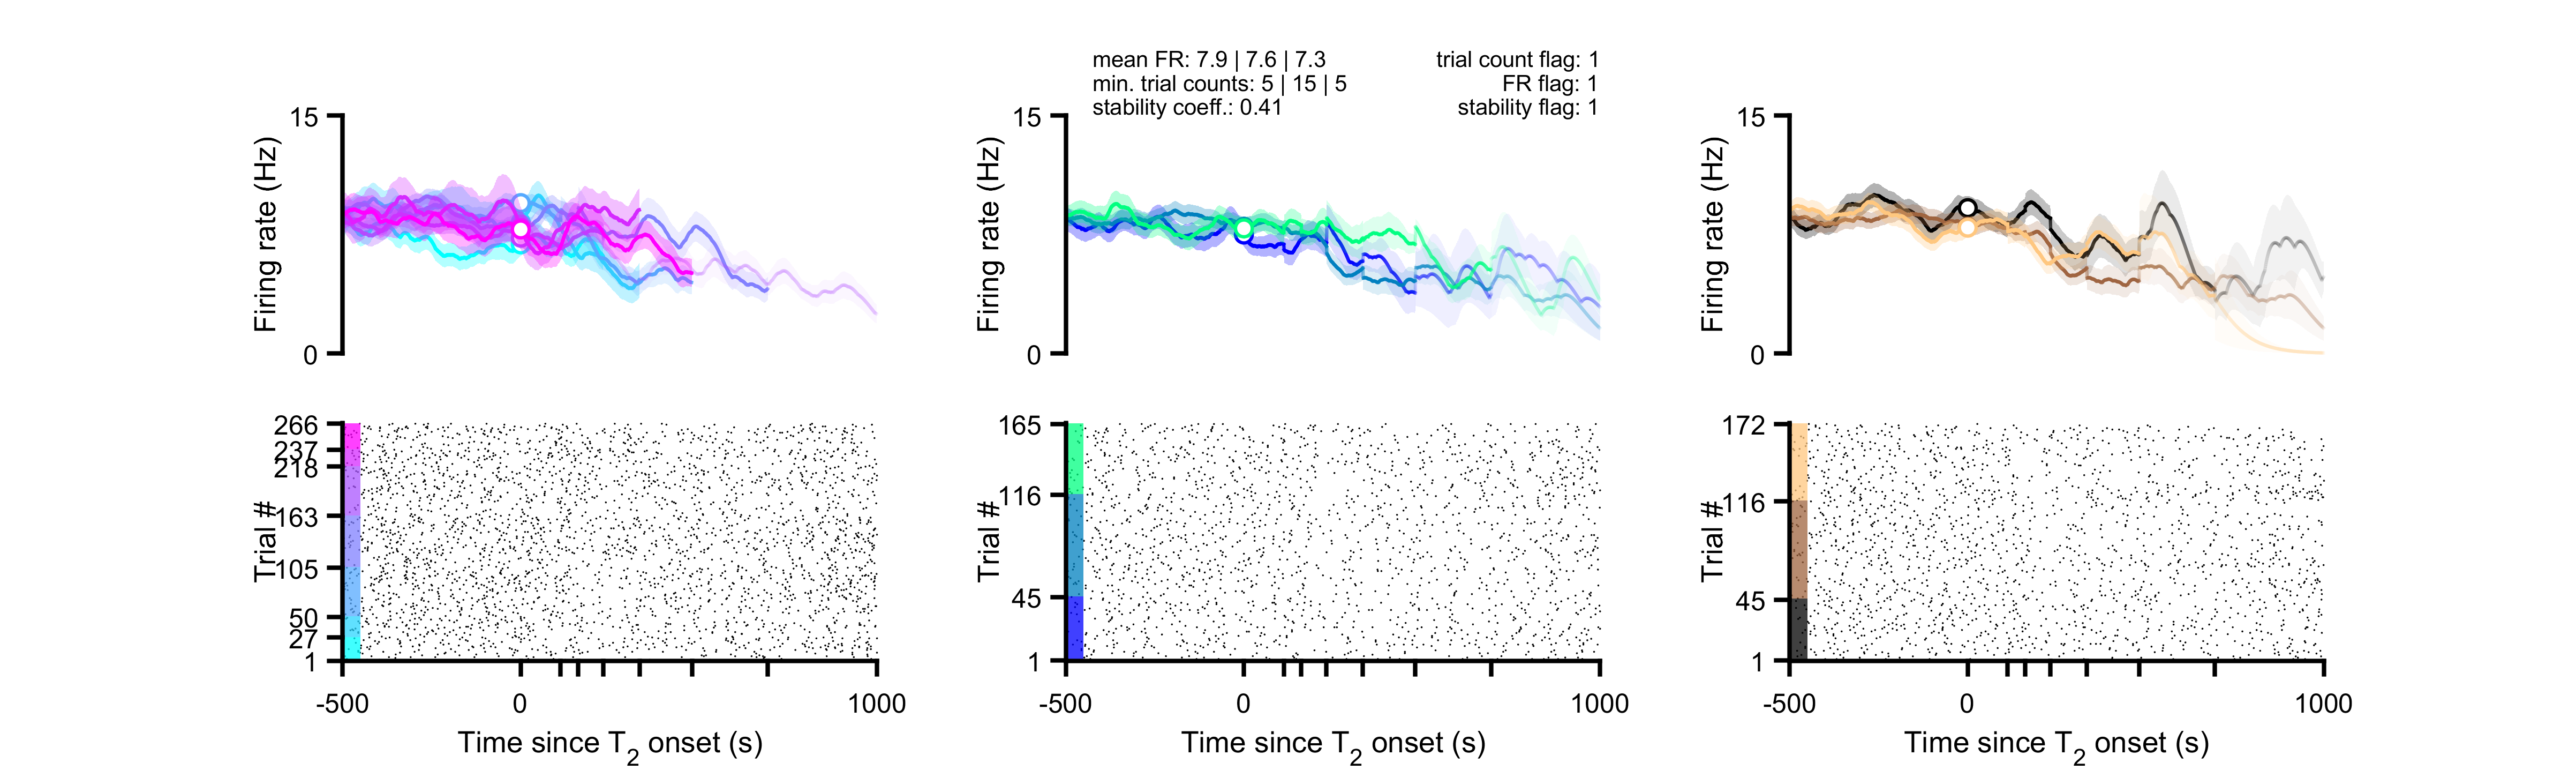 mean FR: 7.9 | 7.6 | 7.3
min. trial counts: 5 | 15 | 5
stability coeff.: 0.41
trial count flag: 1
FR flag: 1
stability flag: 1
15
0
Firing rate (Hz)
15
0
Firing rate (Hz)
15
0
Firing rate (Hz)
266
237
218
163
105
50
27
1
Trial #
-500
0
1000
Time since T2 onset (s)
165
116
45
1
Trial #
-500
0
1000
Time since T2 onset (s)
172
116
45
1
Trial #
-500
0
1000
Time since T2 onset (s)